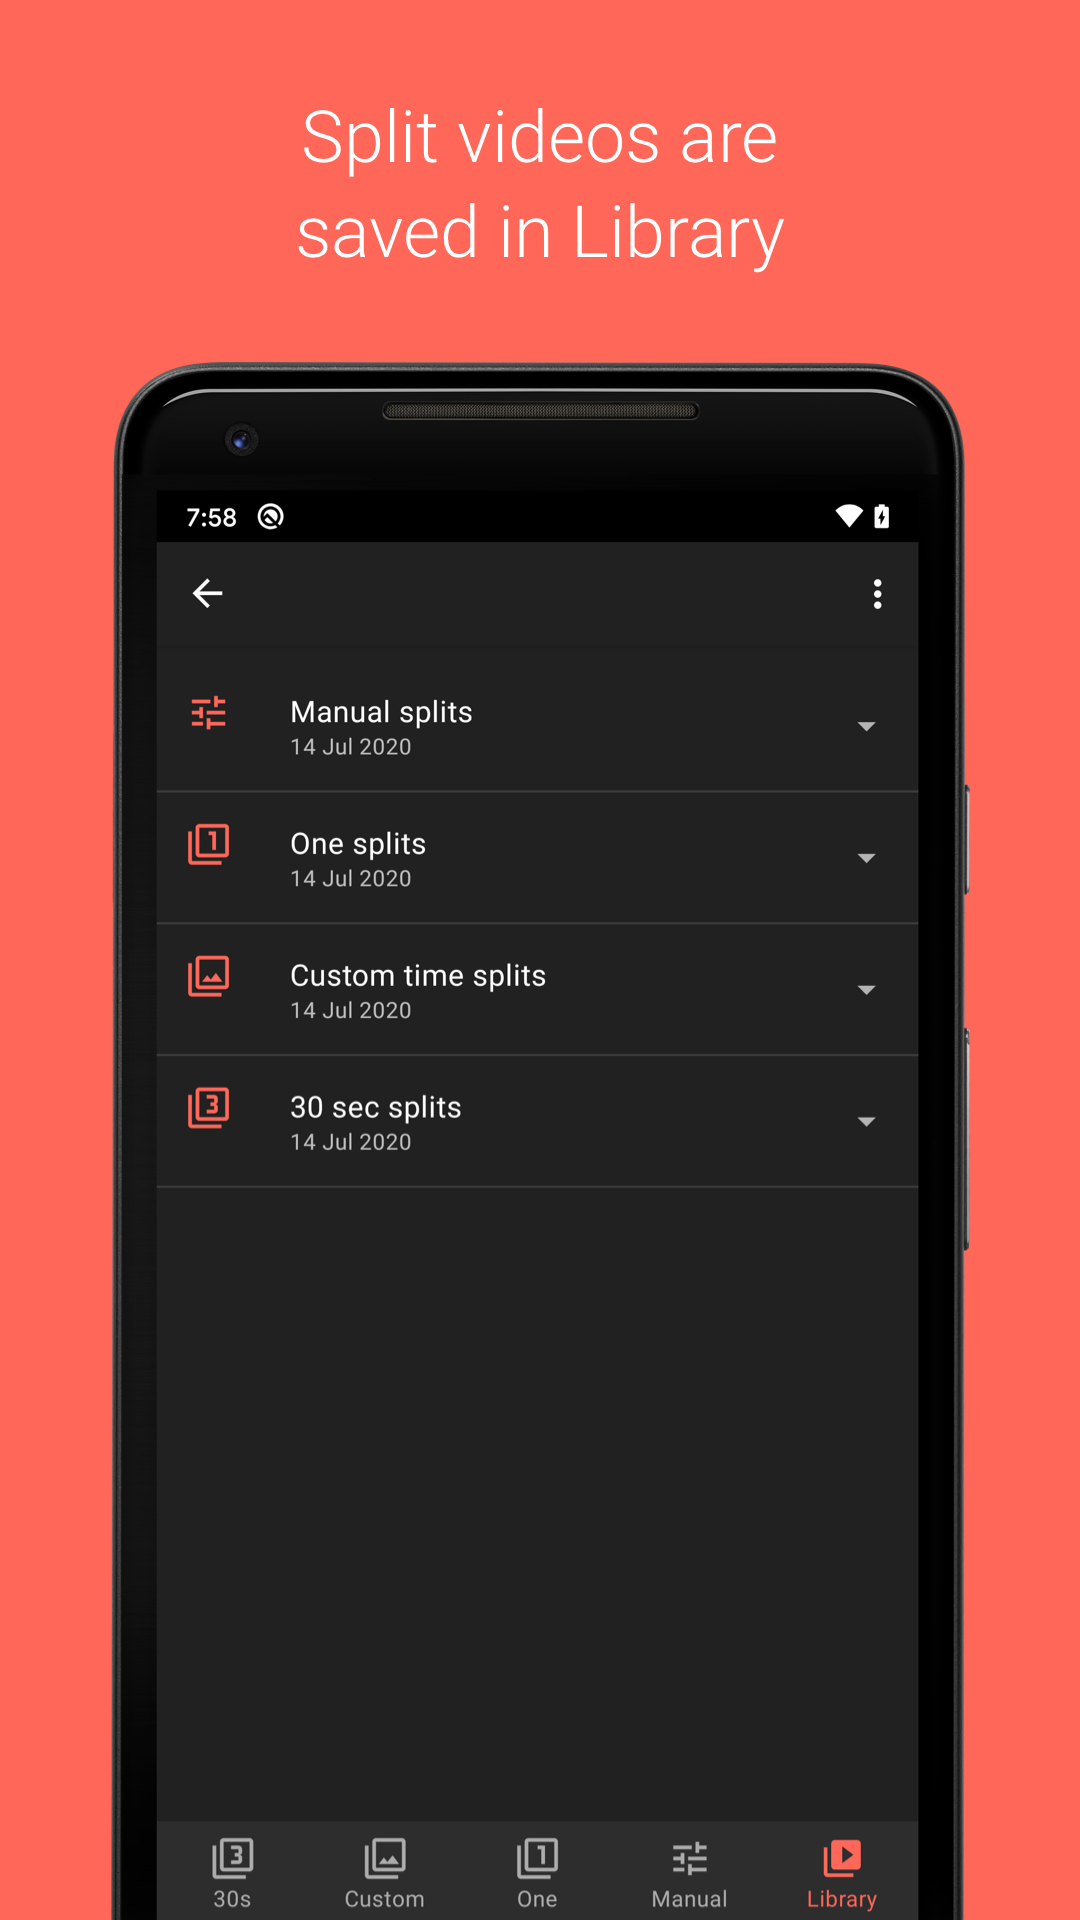 Split videos are
saved in Library
7:58
Manual splits
14 Jul 2020
One splits
14 Jul 2020
Custom time splits
14 Jul 2020
30 sec splits
14 Jul 2020
30s
Custom
One
Manual
Library